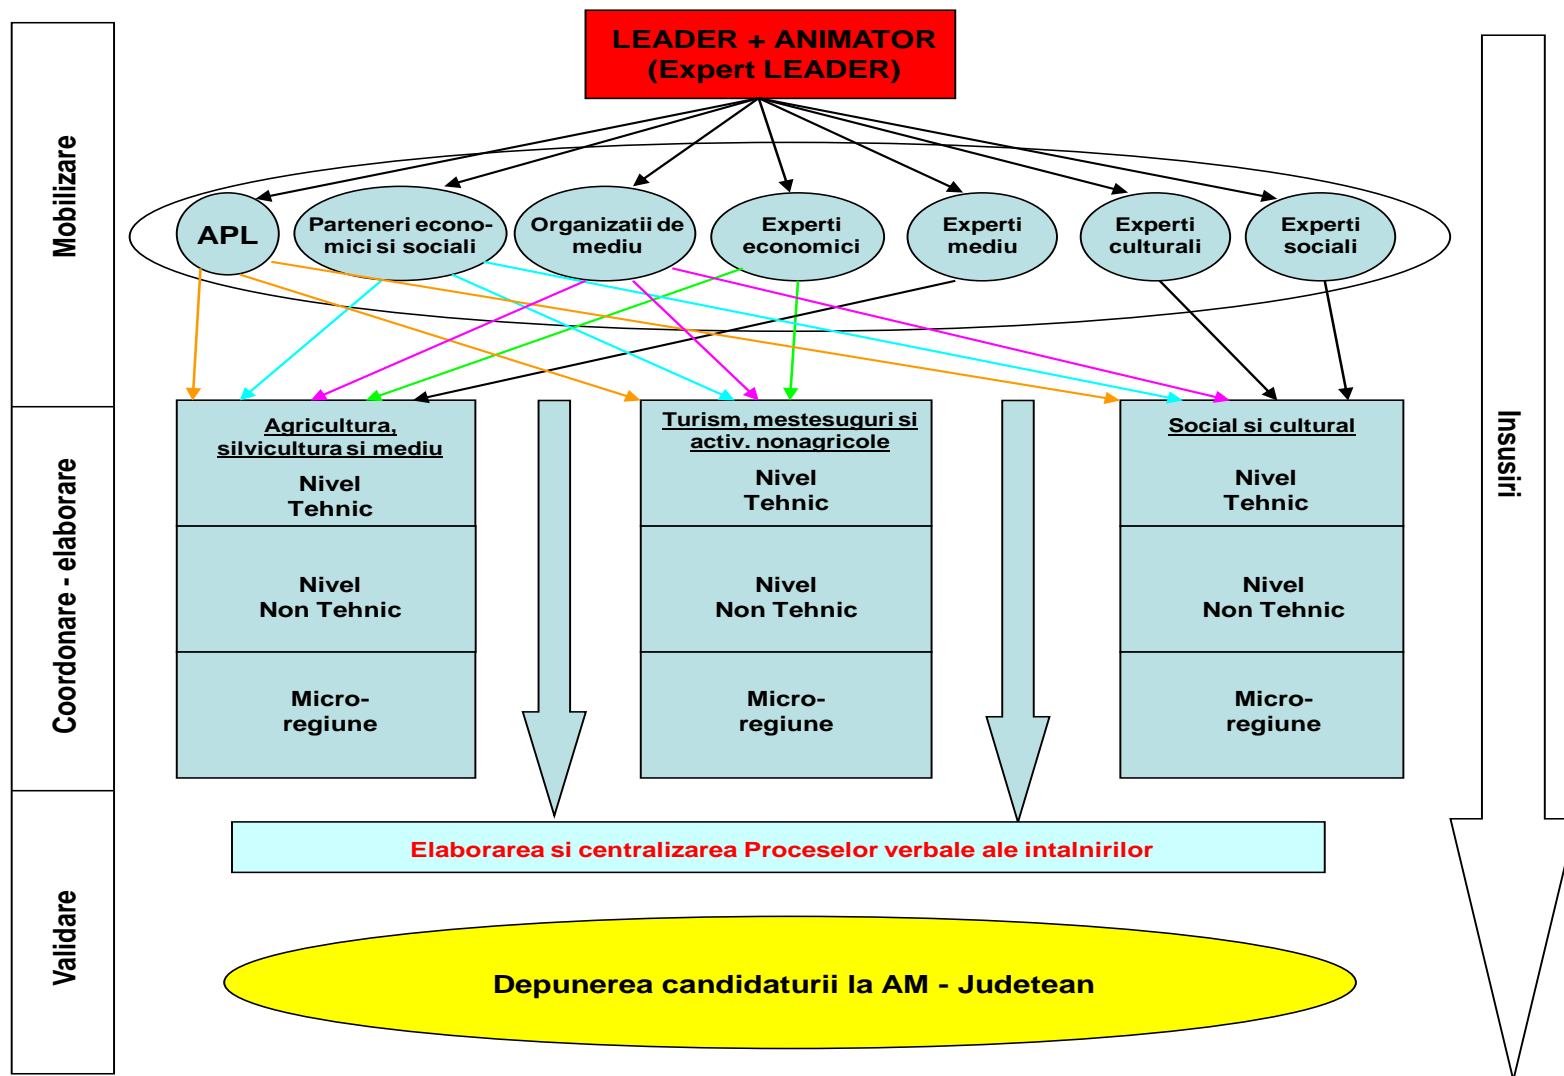 LEADER + ANIMATOR
(Expert LEADER)
Mobilizare
APL
Parteneri econo-
mici si sociali
Organizatii de
mediu
Experti
economici
Experti
mediu
Experti
culturali
Experti
sociali
Coordonare - elaborare
Agricultura,
silvicultura si mediu
Nivel
Tehnic
Nivel
Non Tehnic
Micro-
regiune
Turism, mestesuguri si
activ. nonagricole
Nivel
Tehnic
Nivel
Non Tehnic
Micro-
regiune
Social si cultural
Nivel
Tehnic
Nivel
Non Tehnic
Micro-
regiune
Insusiri
Validare
Elaborarea si centralizarea Proceselor verbale ale intalnirilor
Depunerea candidaturii la AM - Judetean